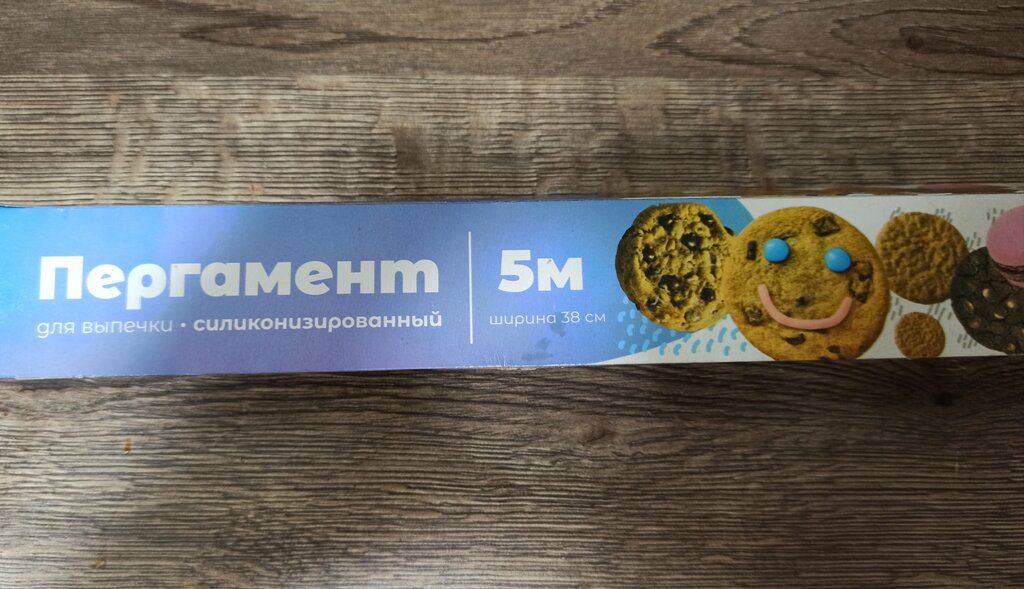 Пергамент
для выпечки • силиконизированный
5м
ширина 38 см